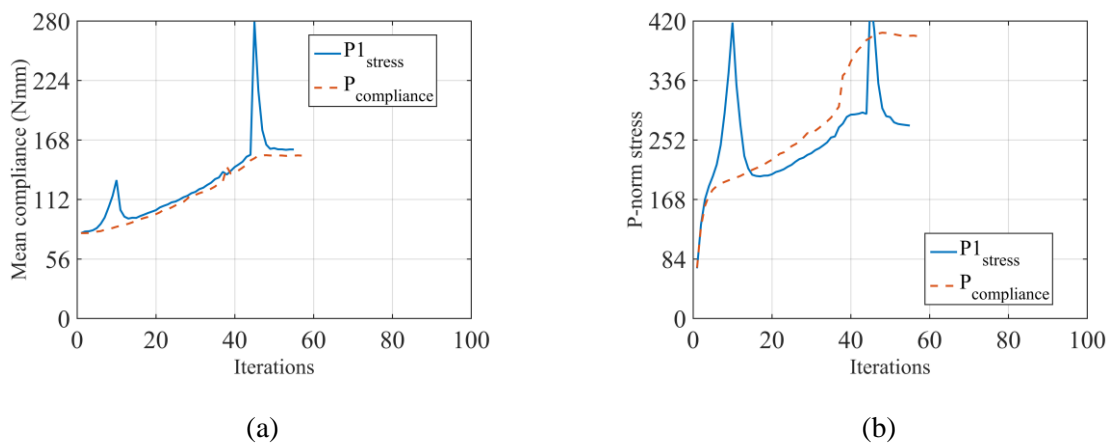 Mean compliance (Nmm)
280
224
168
112
56
0
0 20 40 60 80 100
Iterations
P1stress
Pcompliance
(a)
P-norm stress
420
336
252
168
84
0
0 20 40 60 80 100
Iterations
P1stress
Pcompliance
(b)